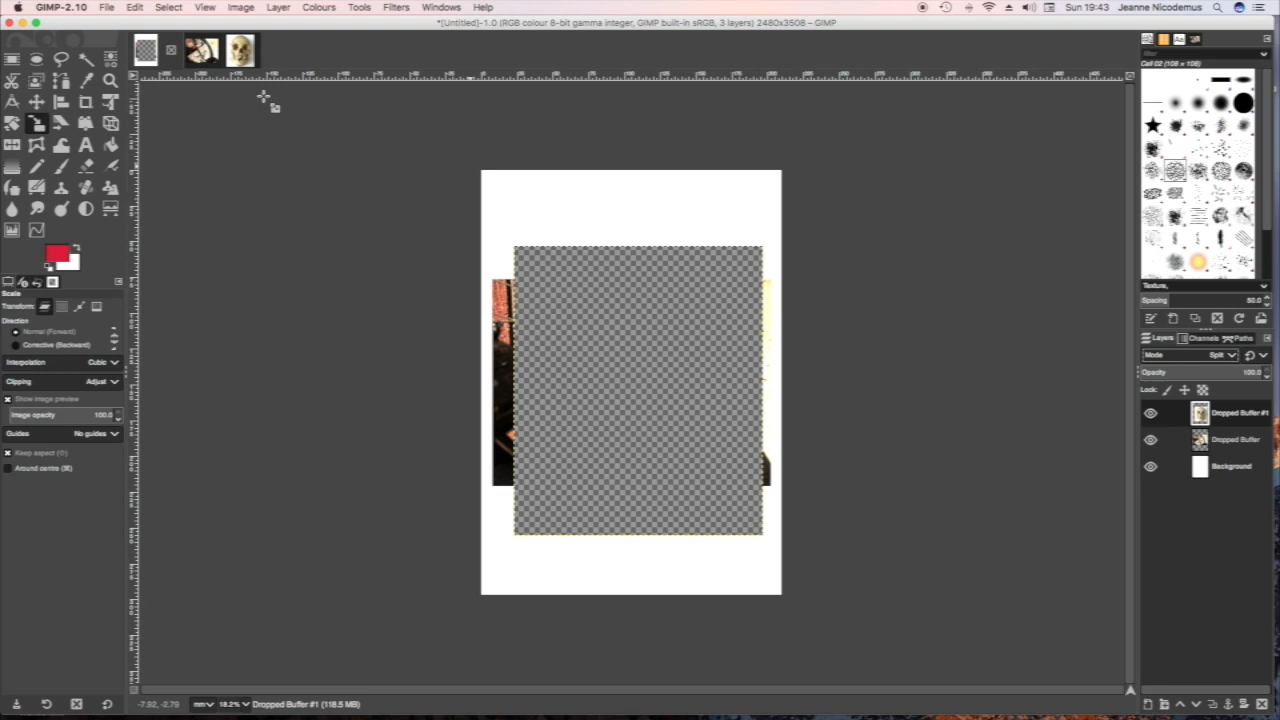 GIMP-2.10 File Edit Select View Image Layer Colours Tools Filters Windows Help Sun 19:43 Jeanne Nicodemus
*[Untitled]-1.0 (RGB colour 8-bit gamma integer, GIMP built-in sRGB, 3 layers) 2480x3508 – GIMP
filter
Cell 02 (108 x 108)
Scale
Transform:
Direction
Normal (Forward)
Corrective (Backward)
Interpolation Cubic
Clipping Adjust
Show image preview
Image opacity 100.0
Guides No guides
Keep aspect (⇧)
Around centre (⌘)
Texture,
Spacing 50.0
Layers Channels Paths
Mode Split
Opacity 100.0
Lock:
Dropped Buffer #1
Dropped Buffer
Background
-7.92, -2.79 mm 18.2% Dropped Buffer #1 (118.5 MB)